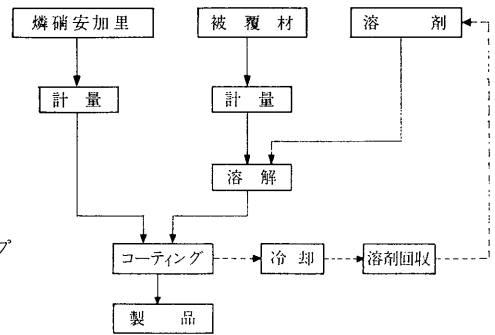 燐硝安加里 被覆材 溶剤
計量 計量
溶解
プ
コーティング 冷却 溶剤回収
製品